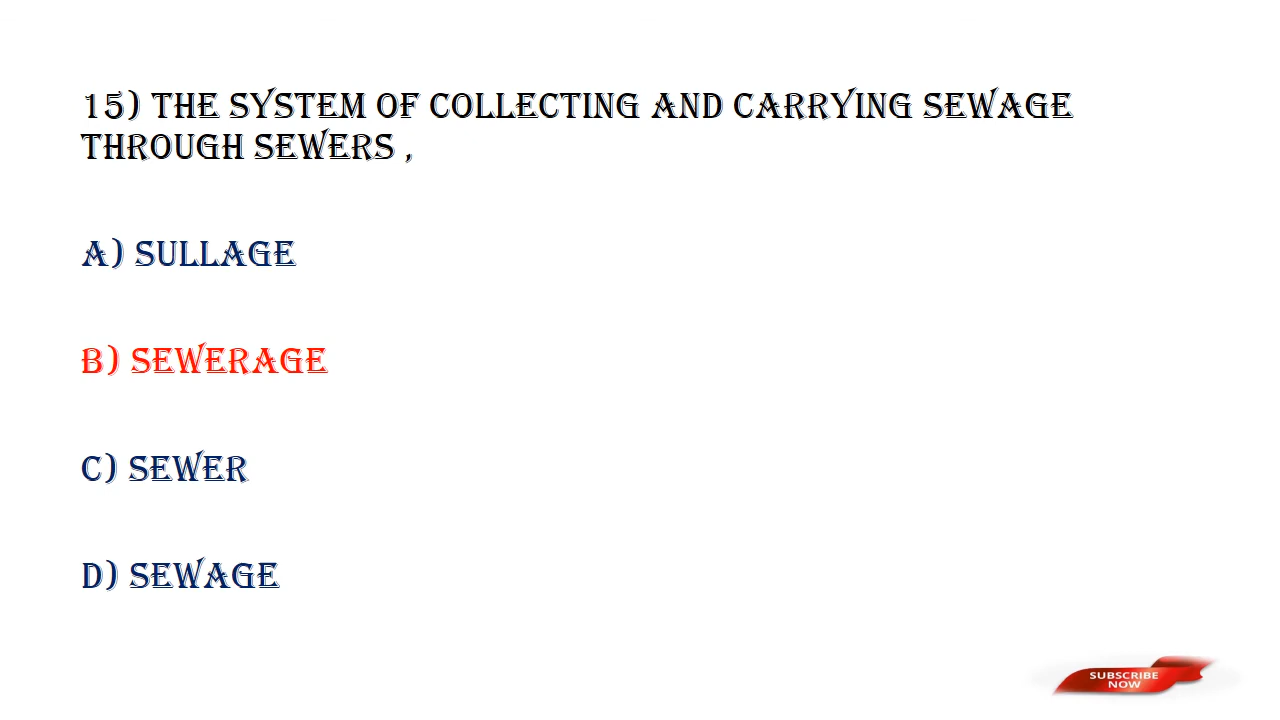 15) THE SYSTEM OF COLLECTING AND CARRYING SEWAGE
THROUGH SEWERS ,
A) SULLAGE
B) SEWERAGE
C) SEWER
D) SEWAGE
SUBSCRIBE
NOW